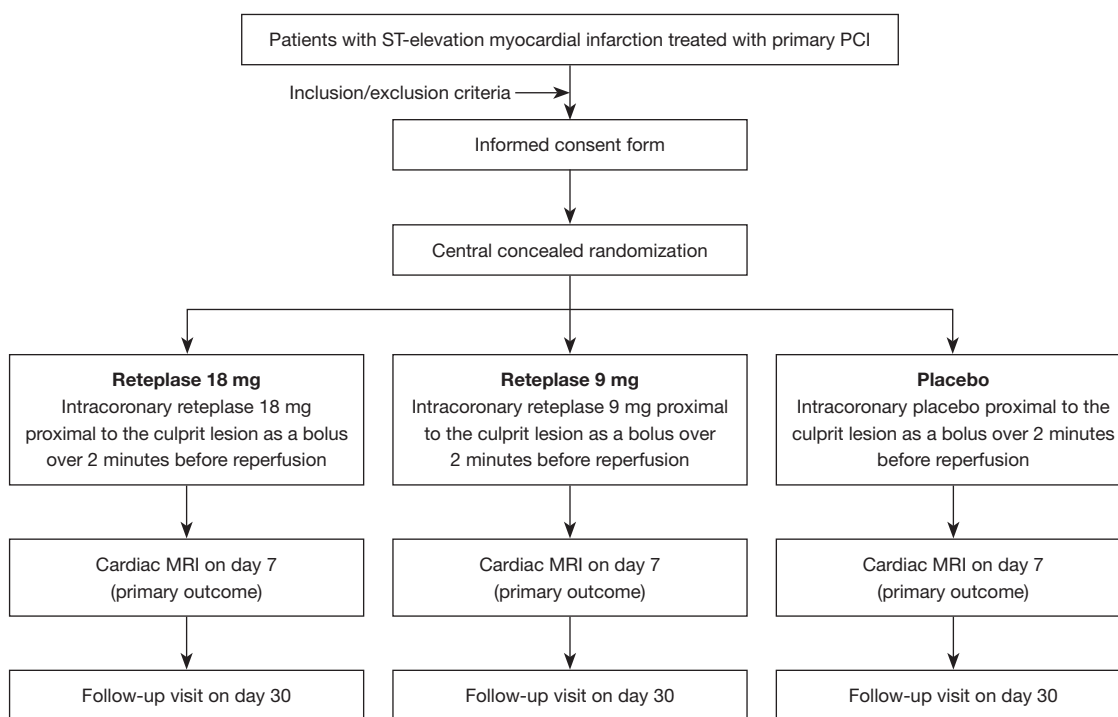 Patients with ST-elevation myocardial infarction treated with primary PCI
Inclusion/exclusion criteria
Informed consent form
Central concealed randomization
Reteplase 18 mg
Intracoronary reteplase 18 mg
proximal to the culprit lesion as a bolus
over 2 minutes before reperfusion
Reteplase 9 mg
Intracoronary reteplase 9 mg proximal
to the culprit lesion as a bolus over
2 minutes before reperfusion
Placebo
Intracoronary placebo proximal to the
culprit lesion as a bolus over 2 minutes
before reperfusion
Cardiac MRI on day 7
(primary outcome)
Cardiac MRI on day 7
(primary outcome)
Cardiac MRI on day 7
(primary outcome)
Follow-up visit on day 30
Follow-up visit on day 30
Follow-up visit on day 30